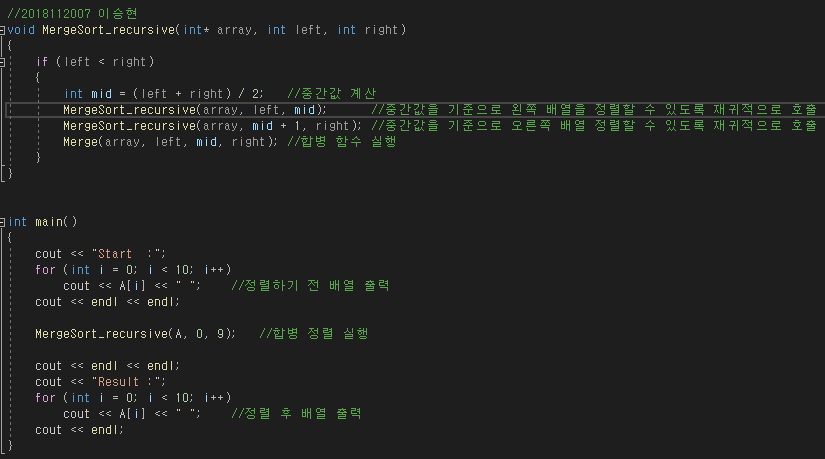 //2018112007 이승현
void MergeSort_recursive(int* array, int left, int right)
{
if (left < right)
{
int mid = (left + right) / 2; //중간값 계산
MergeSort_recursive(array, left, mid); //중간값을 기준으로 왼쪽 배열을 정렬할 수 있도록 재귀적으로 호출
MergeSort_recursive(array, mid + 1, right); //중간값을 기준으로 오른쪽 배열 정렬할 수 있도록 재귀적으로 호출
Merge(array, left, mid, right); //합병 함수 실행
}
}
int main()
{
cout << "Start :";
for (int i = 0; i < 10; i++)
cout << A[i] << " "; //정렬하기 전 배열 출력
cout << endl << endl;
MergeSort_recursive(A, 0, 9); //합병 정렬 실행
cout << endl << endl;
cout << "Result :";
for (int i = 0; i < 10; i++)
cout << A[i] << " "; //정렬 후 배열 출력
cout << endl;
}